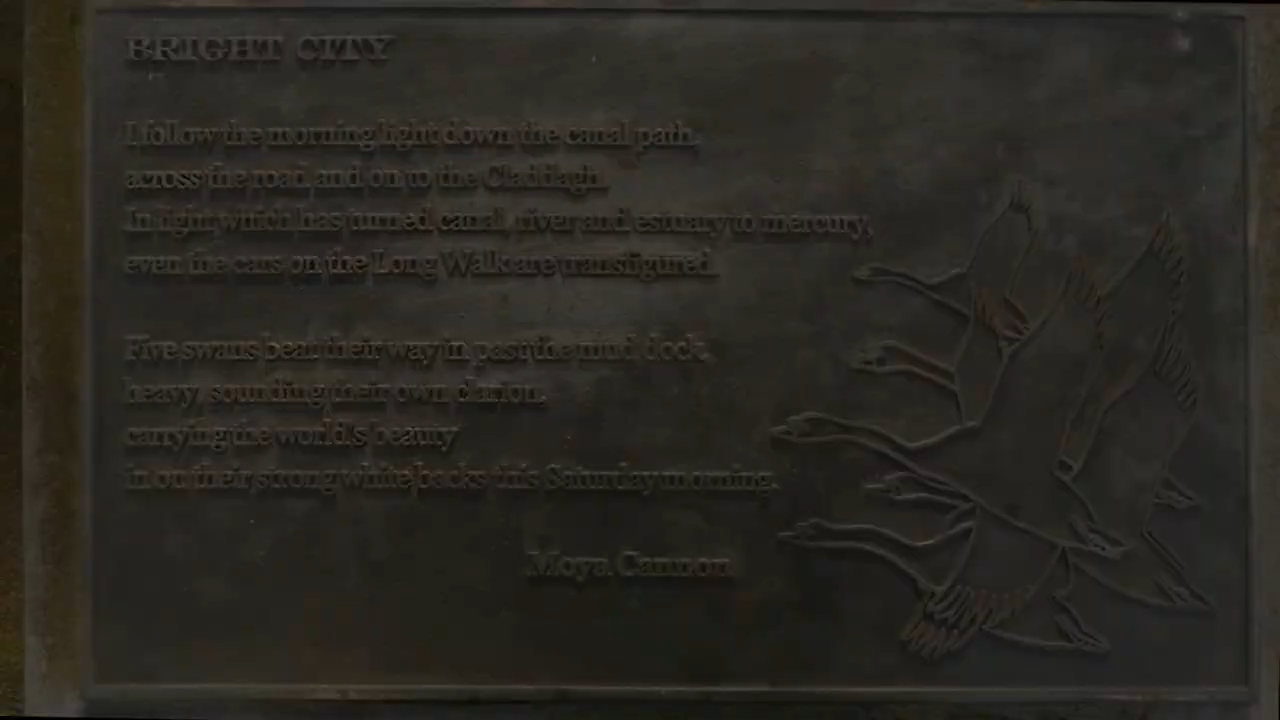 BRIGHT CITY
I follow the morning light down the canal path,
across the road and on to the Claddagh.
In light which has turned canal, river and estuary to mercury,
even the cars on the Long Walk are transfigured.
Five swans beat their way in past the mud dock,
heavy, sounding their own clarion,
carrying the world's beauty
in on their strong white backs this Saturday morning.
Moya Cannon